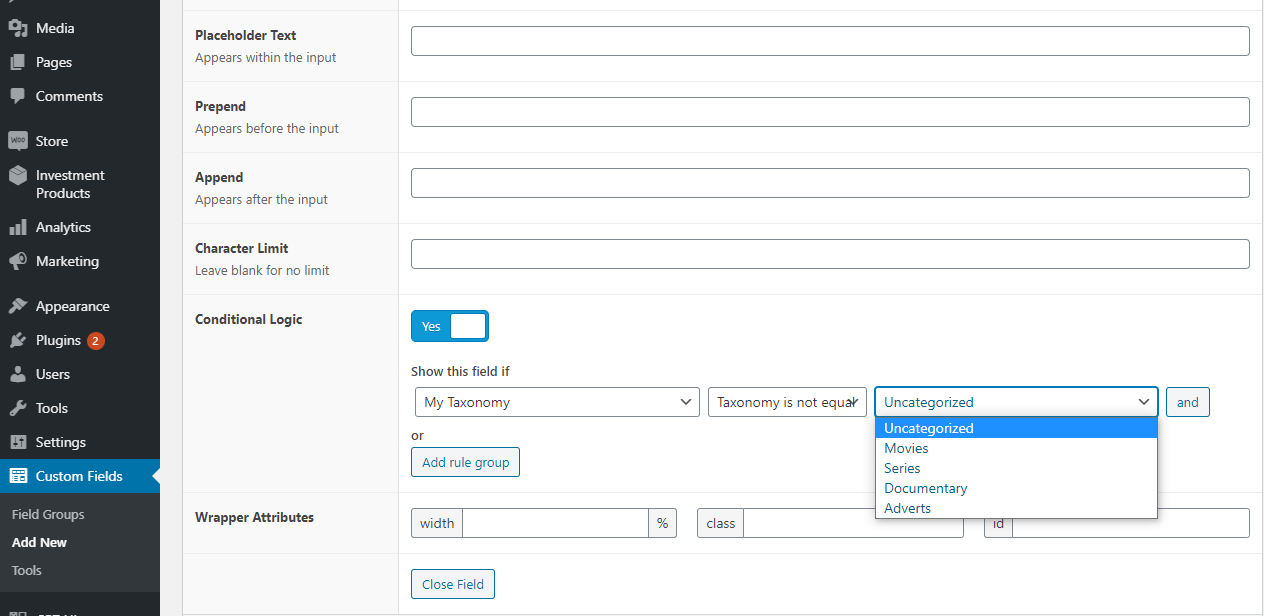 Media
Pages
Comments
woo
Store
Investment
Products
Analytics
Marketing
Appearance
Plugins 2
Users
Tools
Settings
Custom Fields
Field Groups
Add New
Tools
Placeholder Text
Appears within the input
Prepend
Appears before the input
Append
Appears after the input
Character Limit
Leave blank for no limit
Conditional Logic
Yes
Show this field if
My Taxonomy Taxonomy is not equal Uncategorized and
Uncategorized
Movies
Series
Documentary
Adverts
or
Add rule group
Wrapper Attributes
width % class id
Close Field